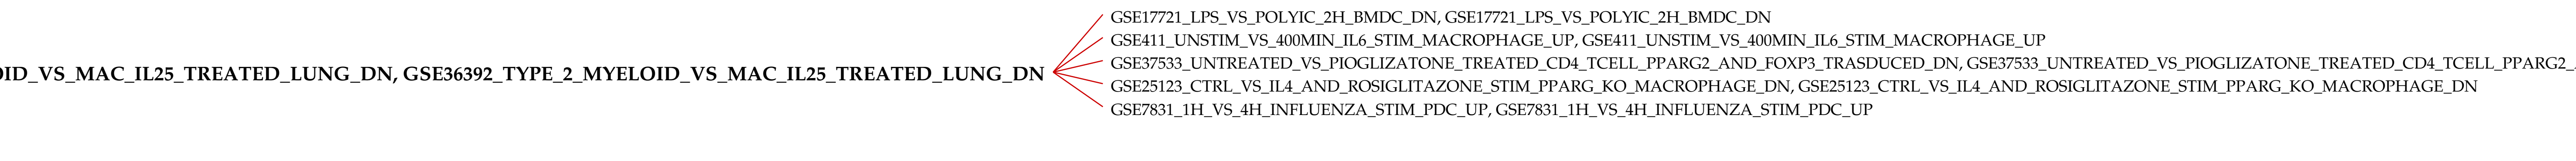 GSE17721_LPS_VS_POLYIC_2H_BMDC_DN, GSE17721_LPS_VS_POLYIC_2H_BMDC_DN
GSE411_UNSTIM_VS_400MIN_IL6_STIM_MACROPHAGE_UP, GSE411_UNSTIM_VS_400MIN_IL6_STIM_MACROPHAGE_UP
OID_VS_MAC_IL25_TREATED_LUNG_DN, GSE36392_TYPE_2_MYELOID_VS_MAC_IL25_TREATED_LUNG_DN
GSE37533_UNTREATED_VS_PIOGLIZATONE_TREATED_CD4_TCELL_PPARG2_AND_FOXP3_TRASDUCED_DN, GSE37533_UNTREATED_VS_PIOGLIZATONE_TREATED_CD4_TCELL_PPARG2_
GSE25123_CTRL_VS_IL4_AND_ROSIGLITAZONE_STIM_PPARG_KO_MACROPHAGE_DN, GSE25123_CTRL_VS_IL4_AND_ROSIGLITAZONE_STIM_PPARG_KO_MACROPHAGE_DN
GSE7831_1H_VS_4H_INFLUENZA_STIM_PDC_UP, GSE7831_1H_VS_4H_INFLUENZA_STIM_PDC_UP